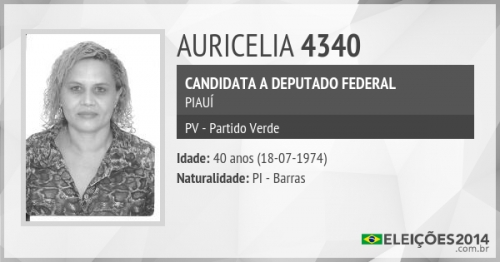 AURICELIA 4340
CANDIDATA A DEPUTADO FEDERAL
PIAUÍ
PV - Partido Verde
Idade: 40 anos (18-07-1974)
Naturalidade: PI - Barras
ELEIÇÕES2014
.com.br